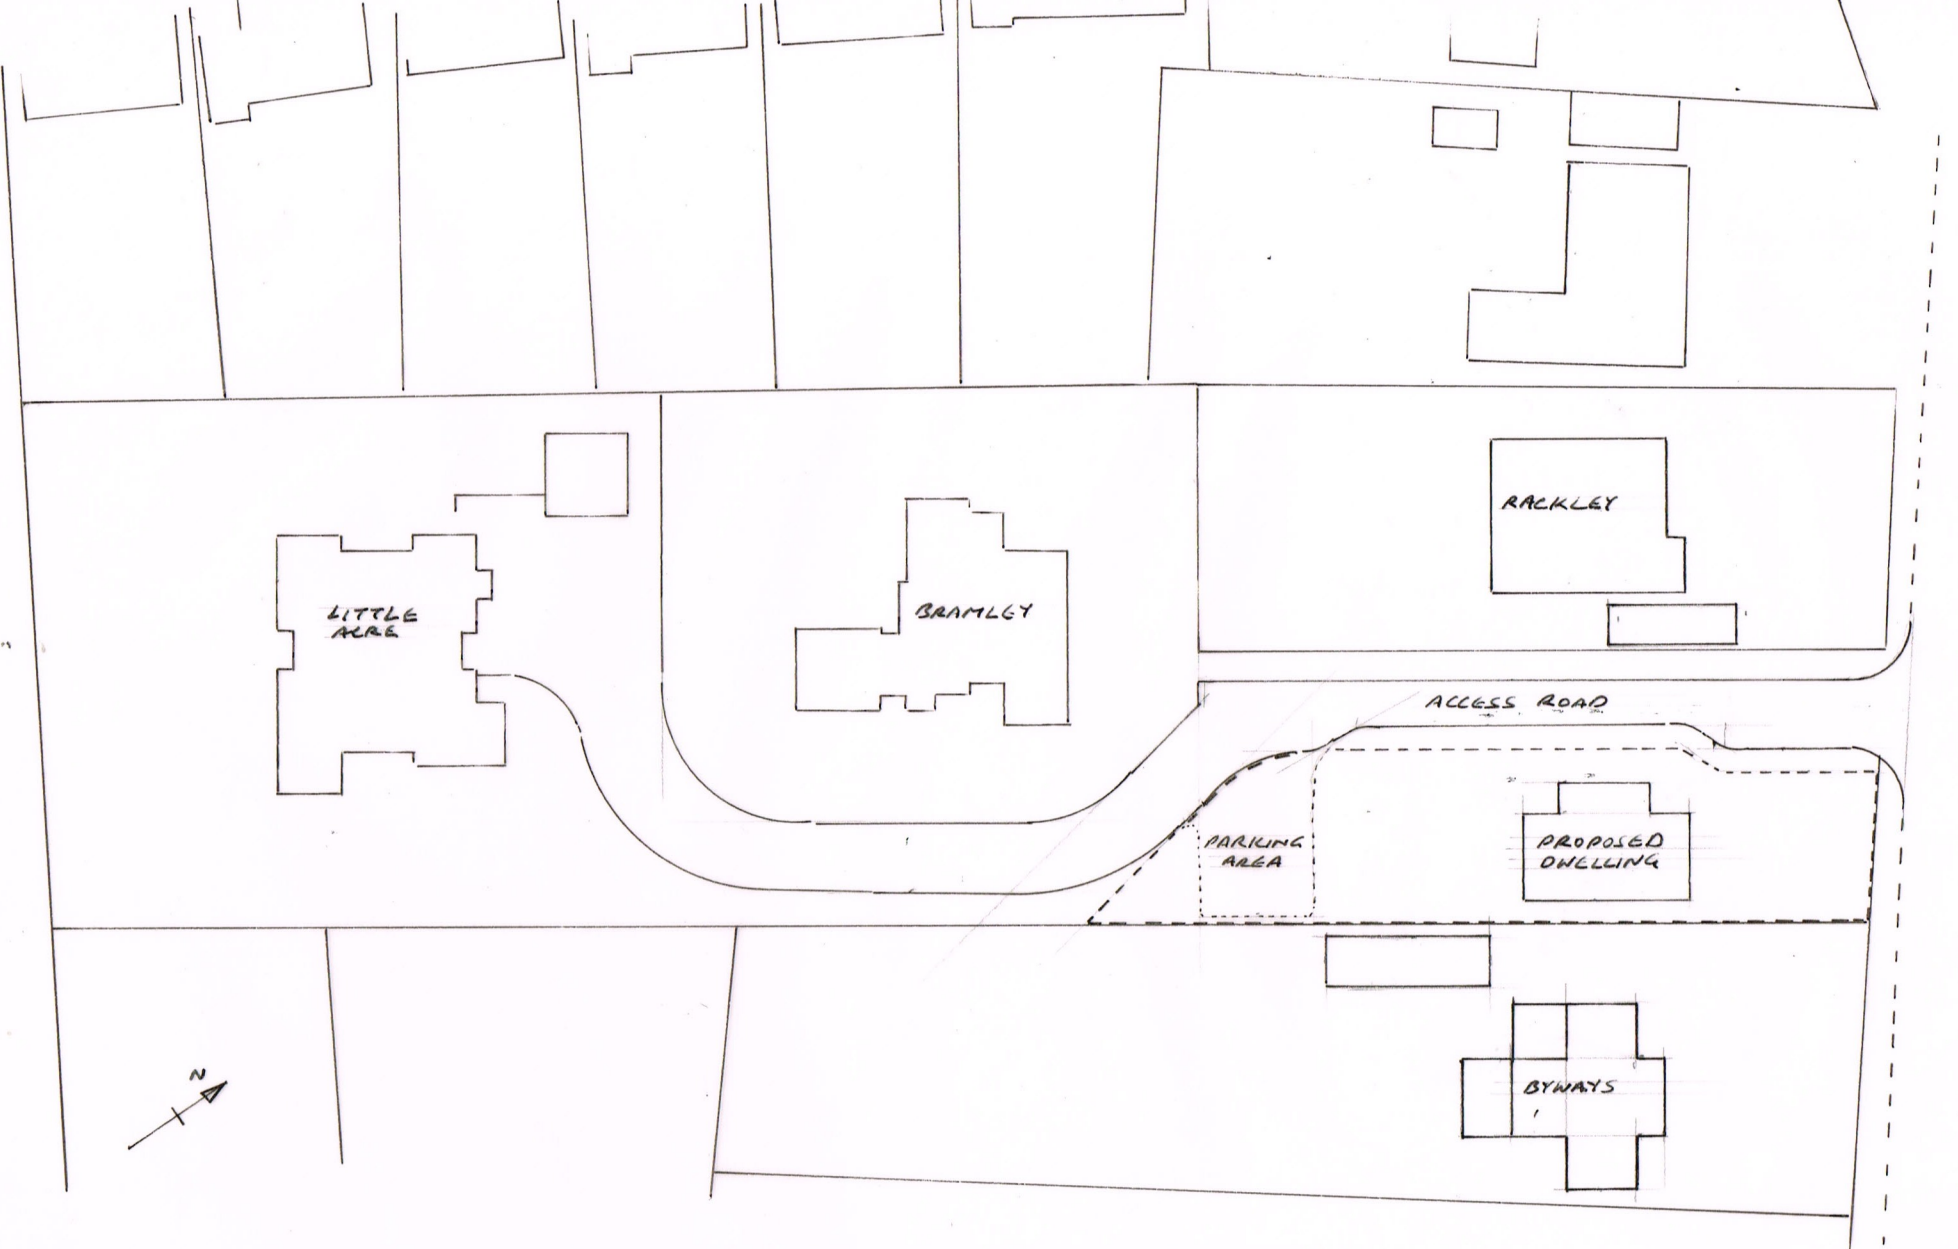 RACKLEY
LITTLE
ACRE
BRAMLEY
ACCESS ROAD
PARKING
AREA
PROPOSED
DWELLING
N
BYWAYS